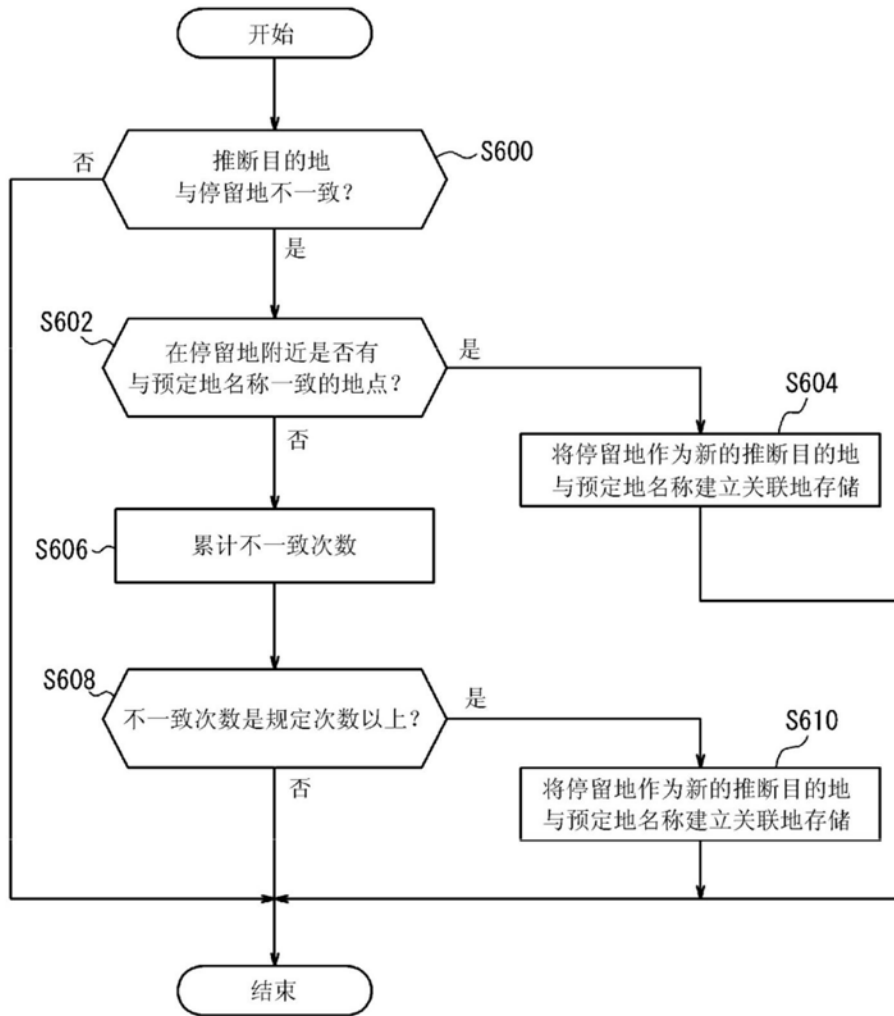 开始
S600
否
推断目的地
与停留地不一致？
是
S602
在停留地附近是否有
与预定地名称一致的地点？
是
S604
否
将停留地作为新的推断目的地
与预定地名称建立关联地存储
S606
累计不一致次数
S608
不一致次数是规定次数以上？
是
S610
否
将停留地作为新的推断目的地
与预定地名称建立关联地存储
结束